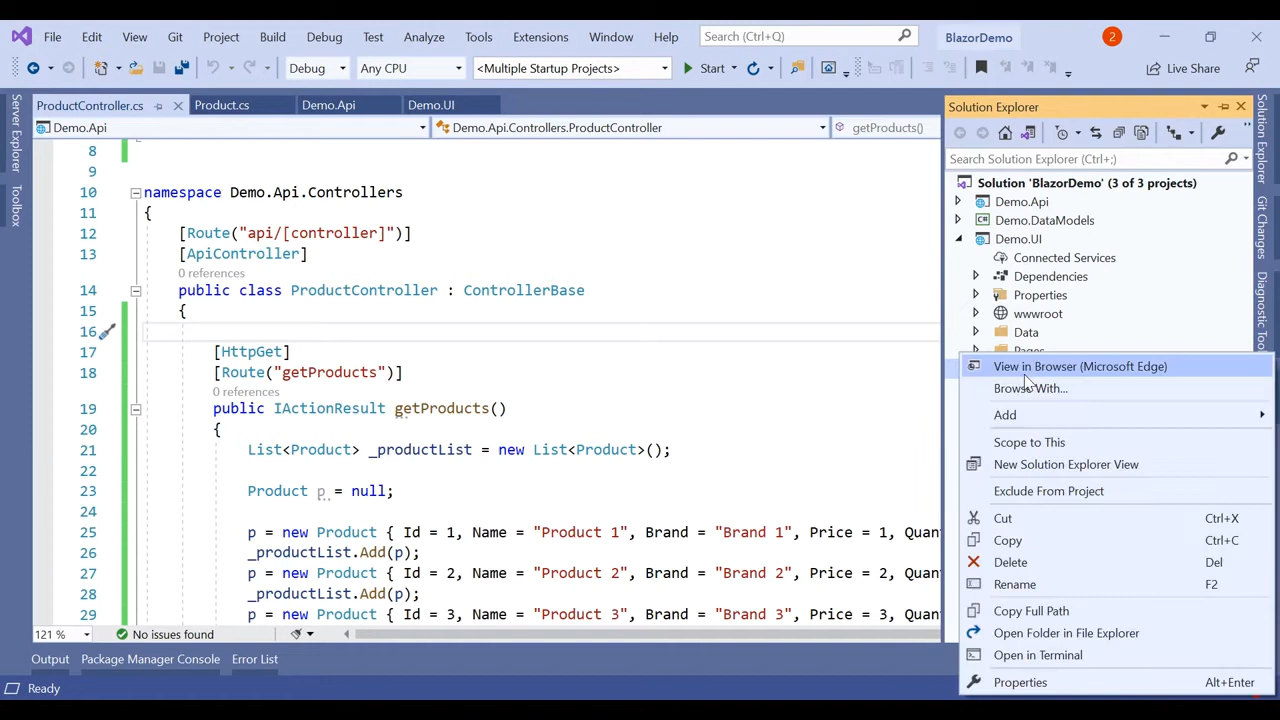 File Edit View Git Project Build Debug Test Analyze Tools Extensions Window Help Search (Ctrl+;) BlazorDemo 2
Debug Any CPU <Multiple Startup Projects> Start Live Share
Server Explorer
Toolbox
ProductController.cs Product.cs Demo.Api Demo.UI
Demo.Api Demo.Api.Controllers.ProductController getProducts()
8
9
10 namespace Demo.Api.Controllers
11 {
12 [Route("api/[controller]")]
13 [ApiController]
0 references
14 public class ProductController : ControllerBase
15 {
16
17 [HttpGet]
18 [Route("getProducts")]
0 references
19 public IActionResult getProducts()
20 {
21 List<Product> _productList = new List<Product>();
22
23 Product p = null;
24
25 p = new Product { Id = 1, Name = "Product 1", Brand = "Brand 1", Price = 1, Quan
26 _productList.Add(p);
27 p = new Product { Id = 2, Name = "Product 2", Brand = "Brand 2", Price = 2, Quan
28 _productList.Add(p);
29 p = new Product { Id = 3, Name = "Product 3", Brand = "Brand 3", Price = 3, Quan
121 % No issues found
Output Package Manager Console Error List
Ready
Solution Explorer
Search Solution Explorer (Ctrl+;)
Solution 'BlazorDemo' (3 of 3 projects)
Demo.Api
Demo.DataModels
Demo.UI
Connected Services
Dependencies
Properties
wwwroot
Data
Pages
View in Browser (Microsoft Edge)
Browse With...
Add
Scope to This
New Solution Explorer View
Exclude From Project
Cut Ctrl+X
Copy Ctrl+C
Delete Del
Rename F2
Copy Full Path
Open Folder in File Explorer
Open in Terminal
Properties Alt+Enter
Solution Explorer
Git Changes
Diagnostic Tool